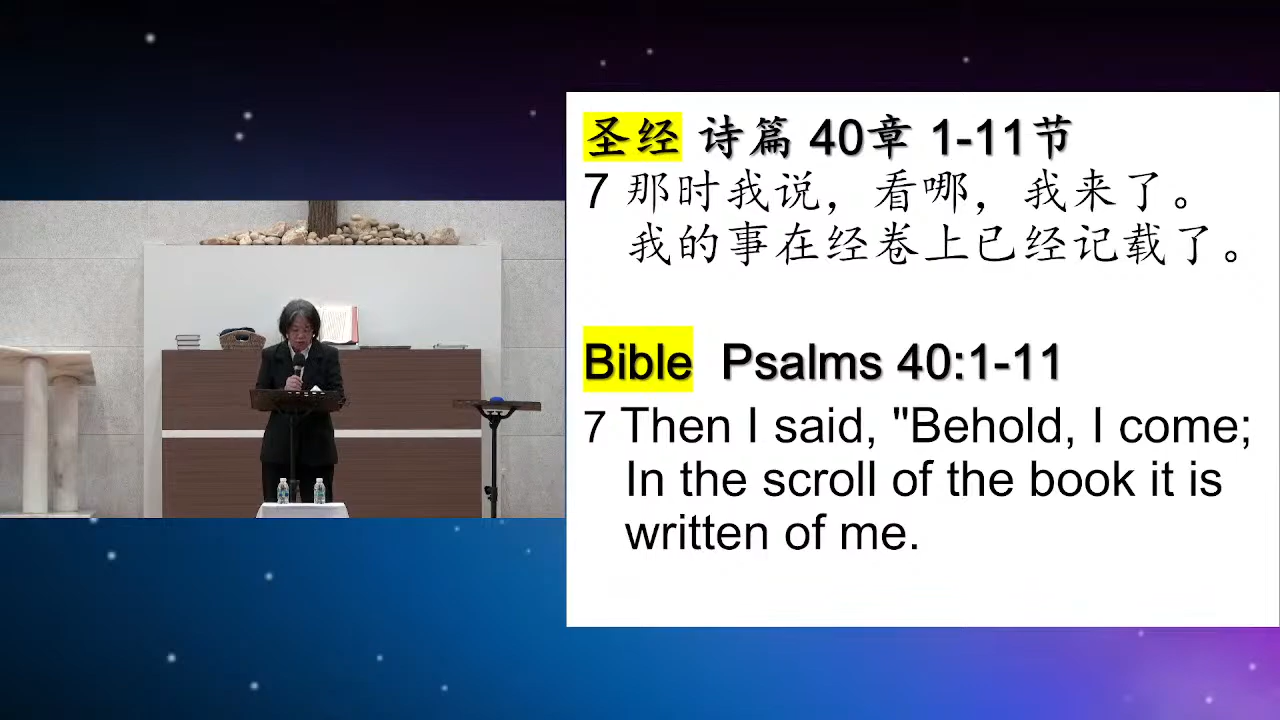 圣经 诗篇 40章 1-11节
7 那时我说，看哪，我来了。
我的事在经卷上已经记载了。
Bible Psalms 40:1-11
7 Then I said, "Behold, I come;
In the scroll of the book it is
written of me.